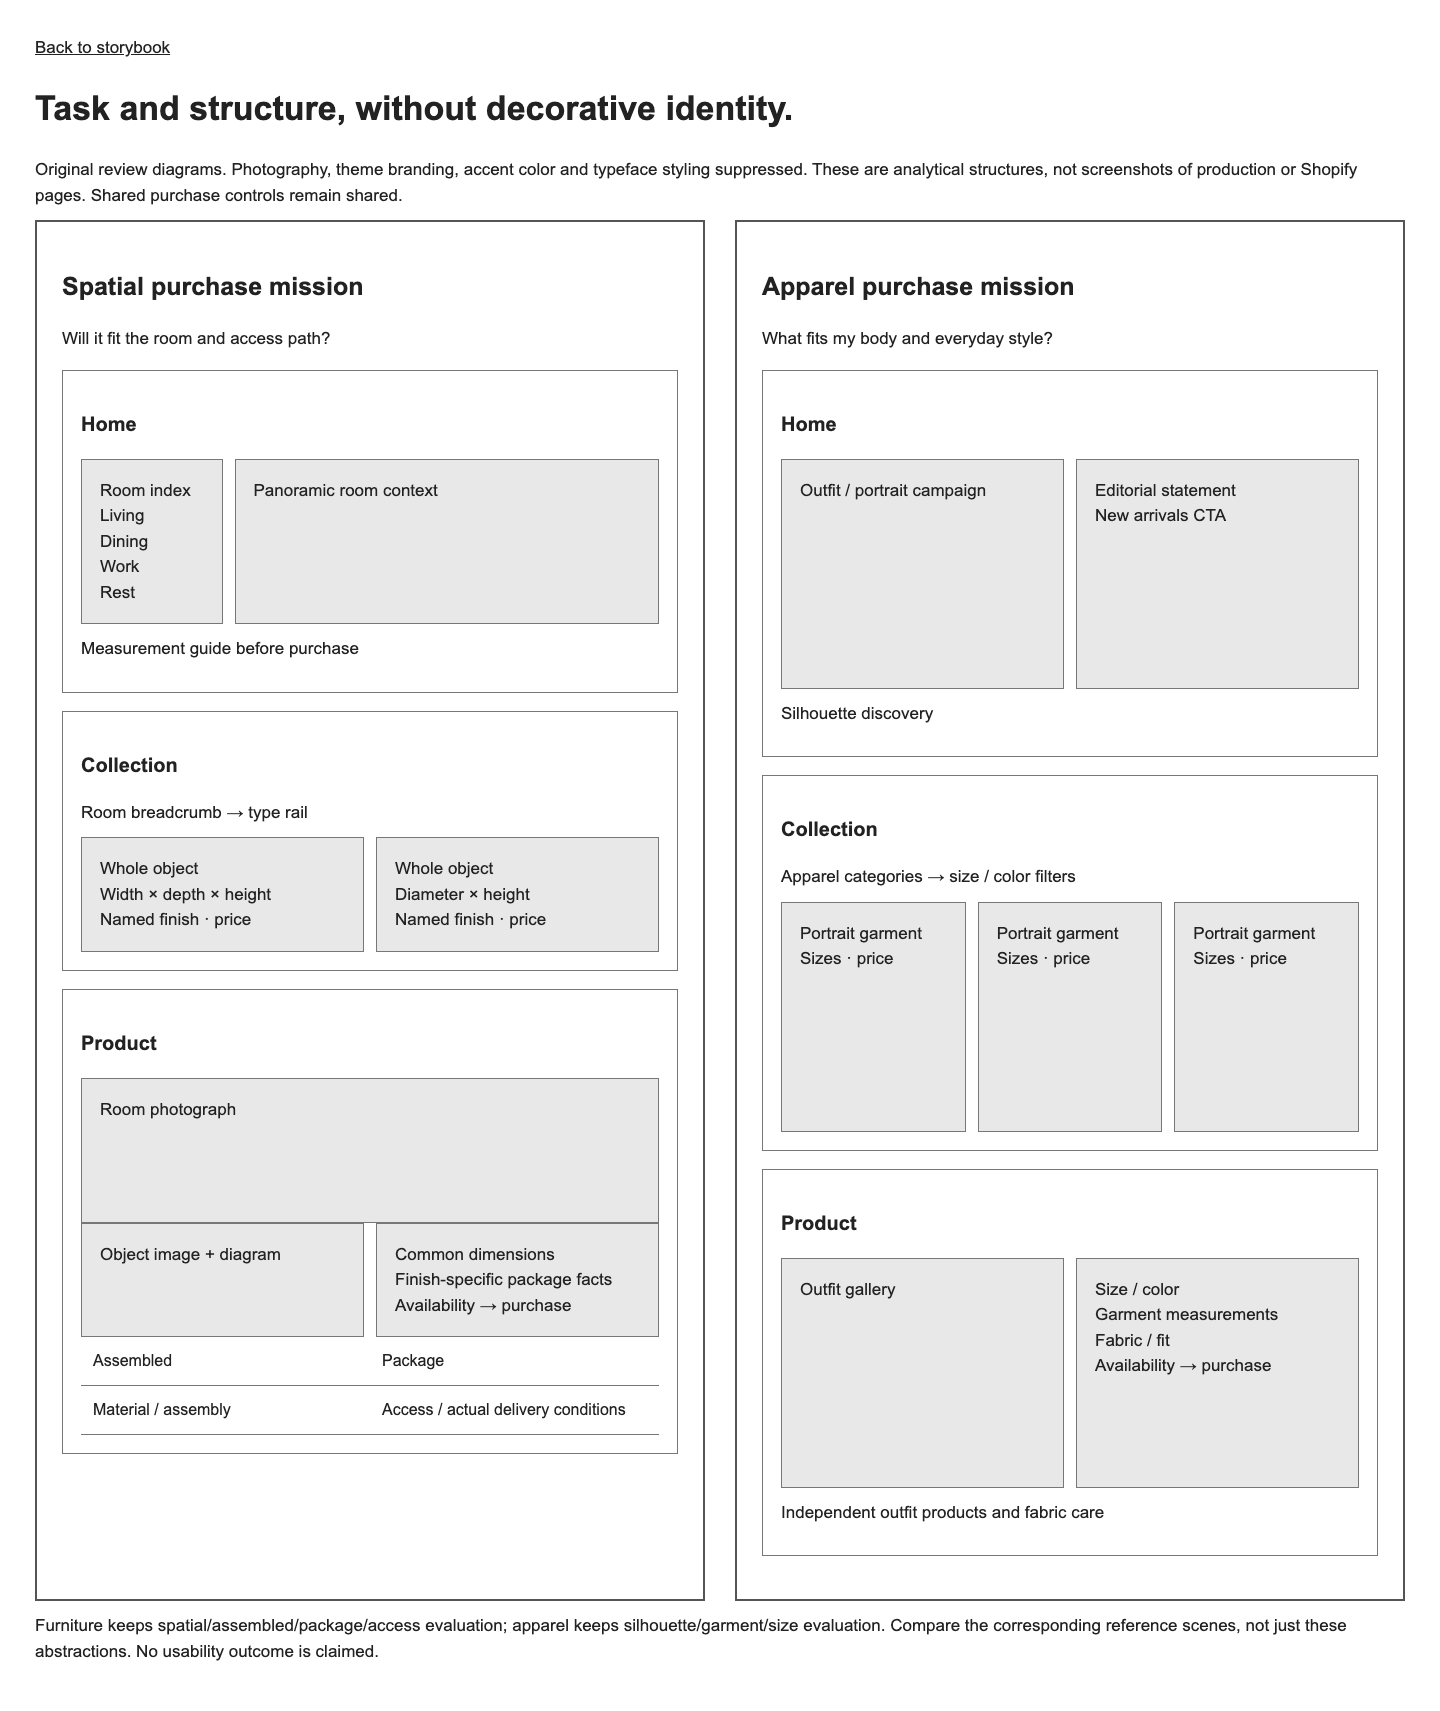 Back to storybook
Task and structure, without decorative identity.
Original review diagrams. Photography, theme branding, accent color and typeface styling suppressed. These are analytical structures, not screenshots of production or Shopify
pages. Shared purchase controls remain shared.
Spatial purchase mission
Will it fit the room and access path?
Home
Room index
Living
Dining
Work
Rest
Panoramic room context
Measurement guide before purchase
Collection
Room breadcrumb → type rail
Whole object
Width × depth × height
Named finish · price
Whole object
Diameter × height
Named finish · price
Product
Room photograph
Object image + diagram
Common dimensions
Finish-specific package facts
Availability → purchase
Assembled
Package
Material / assembly
Access / actual delivery conditions
Apparel purchase mission
What fits my body and everyday style?
Home
Outfit / portrait campaign
Editorial statement
New arrivals CTA
Silhouette discovery
Collection
Apparel categories → size / color filters
Portrait garment
Sizes · price
Portrait garment
Sizes · price
Portrait garment
Sizes · price
Product
Outfit gallery
Size / color
Garment measurements
Fabric / fit
Availability → purchase
Independent outfit products and fabric care
Furniture keeps spatial/assembled/package/access evaluation; apparel keeps silhouette/garment/size evaluation. Compare the corresponding reference scenes, not just these
abstractions. No usability outcome is claimed.